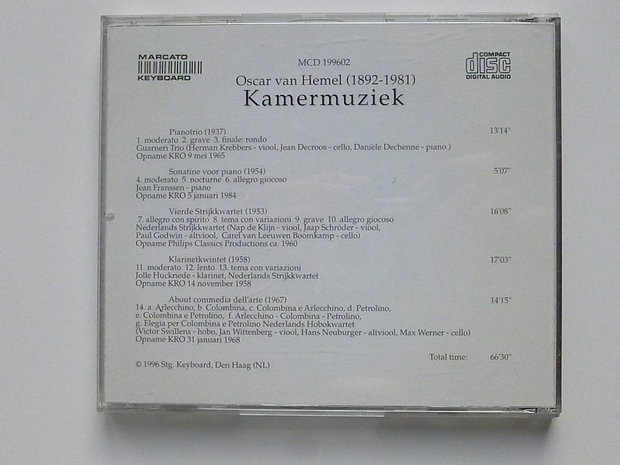 MARCATO
KEYBOARD
MCD 199602
COMPACT
disc
DIGITAL AUDIO
Oscar van Hemel (1892-1981)
Kamermuziek
Pianotrio (1937) 13'14"
1. moderato 2. grave 3. finale: rondo
Guarneri Trio (Herman Krebbers - viool, Jean Decroos - cello, Danièle Dechenne - piano )
Opname KRO 9 mei 1965
Sonatine voor piano (1954) 5'07"
4. moderato 5. nocturne 6. allegro giocoso
Jean Franssen - piano
Opname KRO 5 januari 1984
Vierde Strijkkwartet (1953) 16'08"
7. allegro con spirito 8. tema con variazioni 9. grave 10. allegro giocoso
Nederlands Strijkkwartet (Nap de Klijn - viool, Jaap Schröder - viool,
Paul Godwin - altviool, Carel van Leeuwen Boomkamp - cello)
Opname Philips Classics Productions ca. 1960
Klarinetkwintet (1958) 17'03"
11. moderato 12. lento 13. tema con variazioni
Jolle Huckriede - klarinet, Nederlands Strijkkwartet
Opname KRO 14 november 1958
About commedia dell'arte (1967) 14'15"
14. a. Arlecchino, b. Colombina, c. Colombina e Arlecchino, d. Petrolino,
e. Colombina e Petrolino, f. Arlecchino - Colombina - Petrolino,
g. Elegia per Colombina e Petrolino Nederlands Hobokwartet
(Victor Swillens - hobo, Jan Wittenberg - viool, Hans Neuburger - altviool, Max Werner - cello)
Opname KRO 31 januari 1968
Total time: 66'30"
© 1996 Stg. Keyboard, Den Haag (NL)